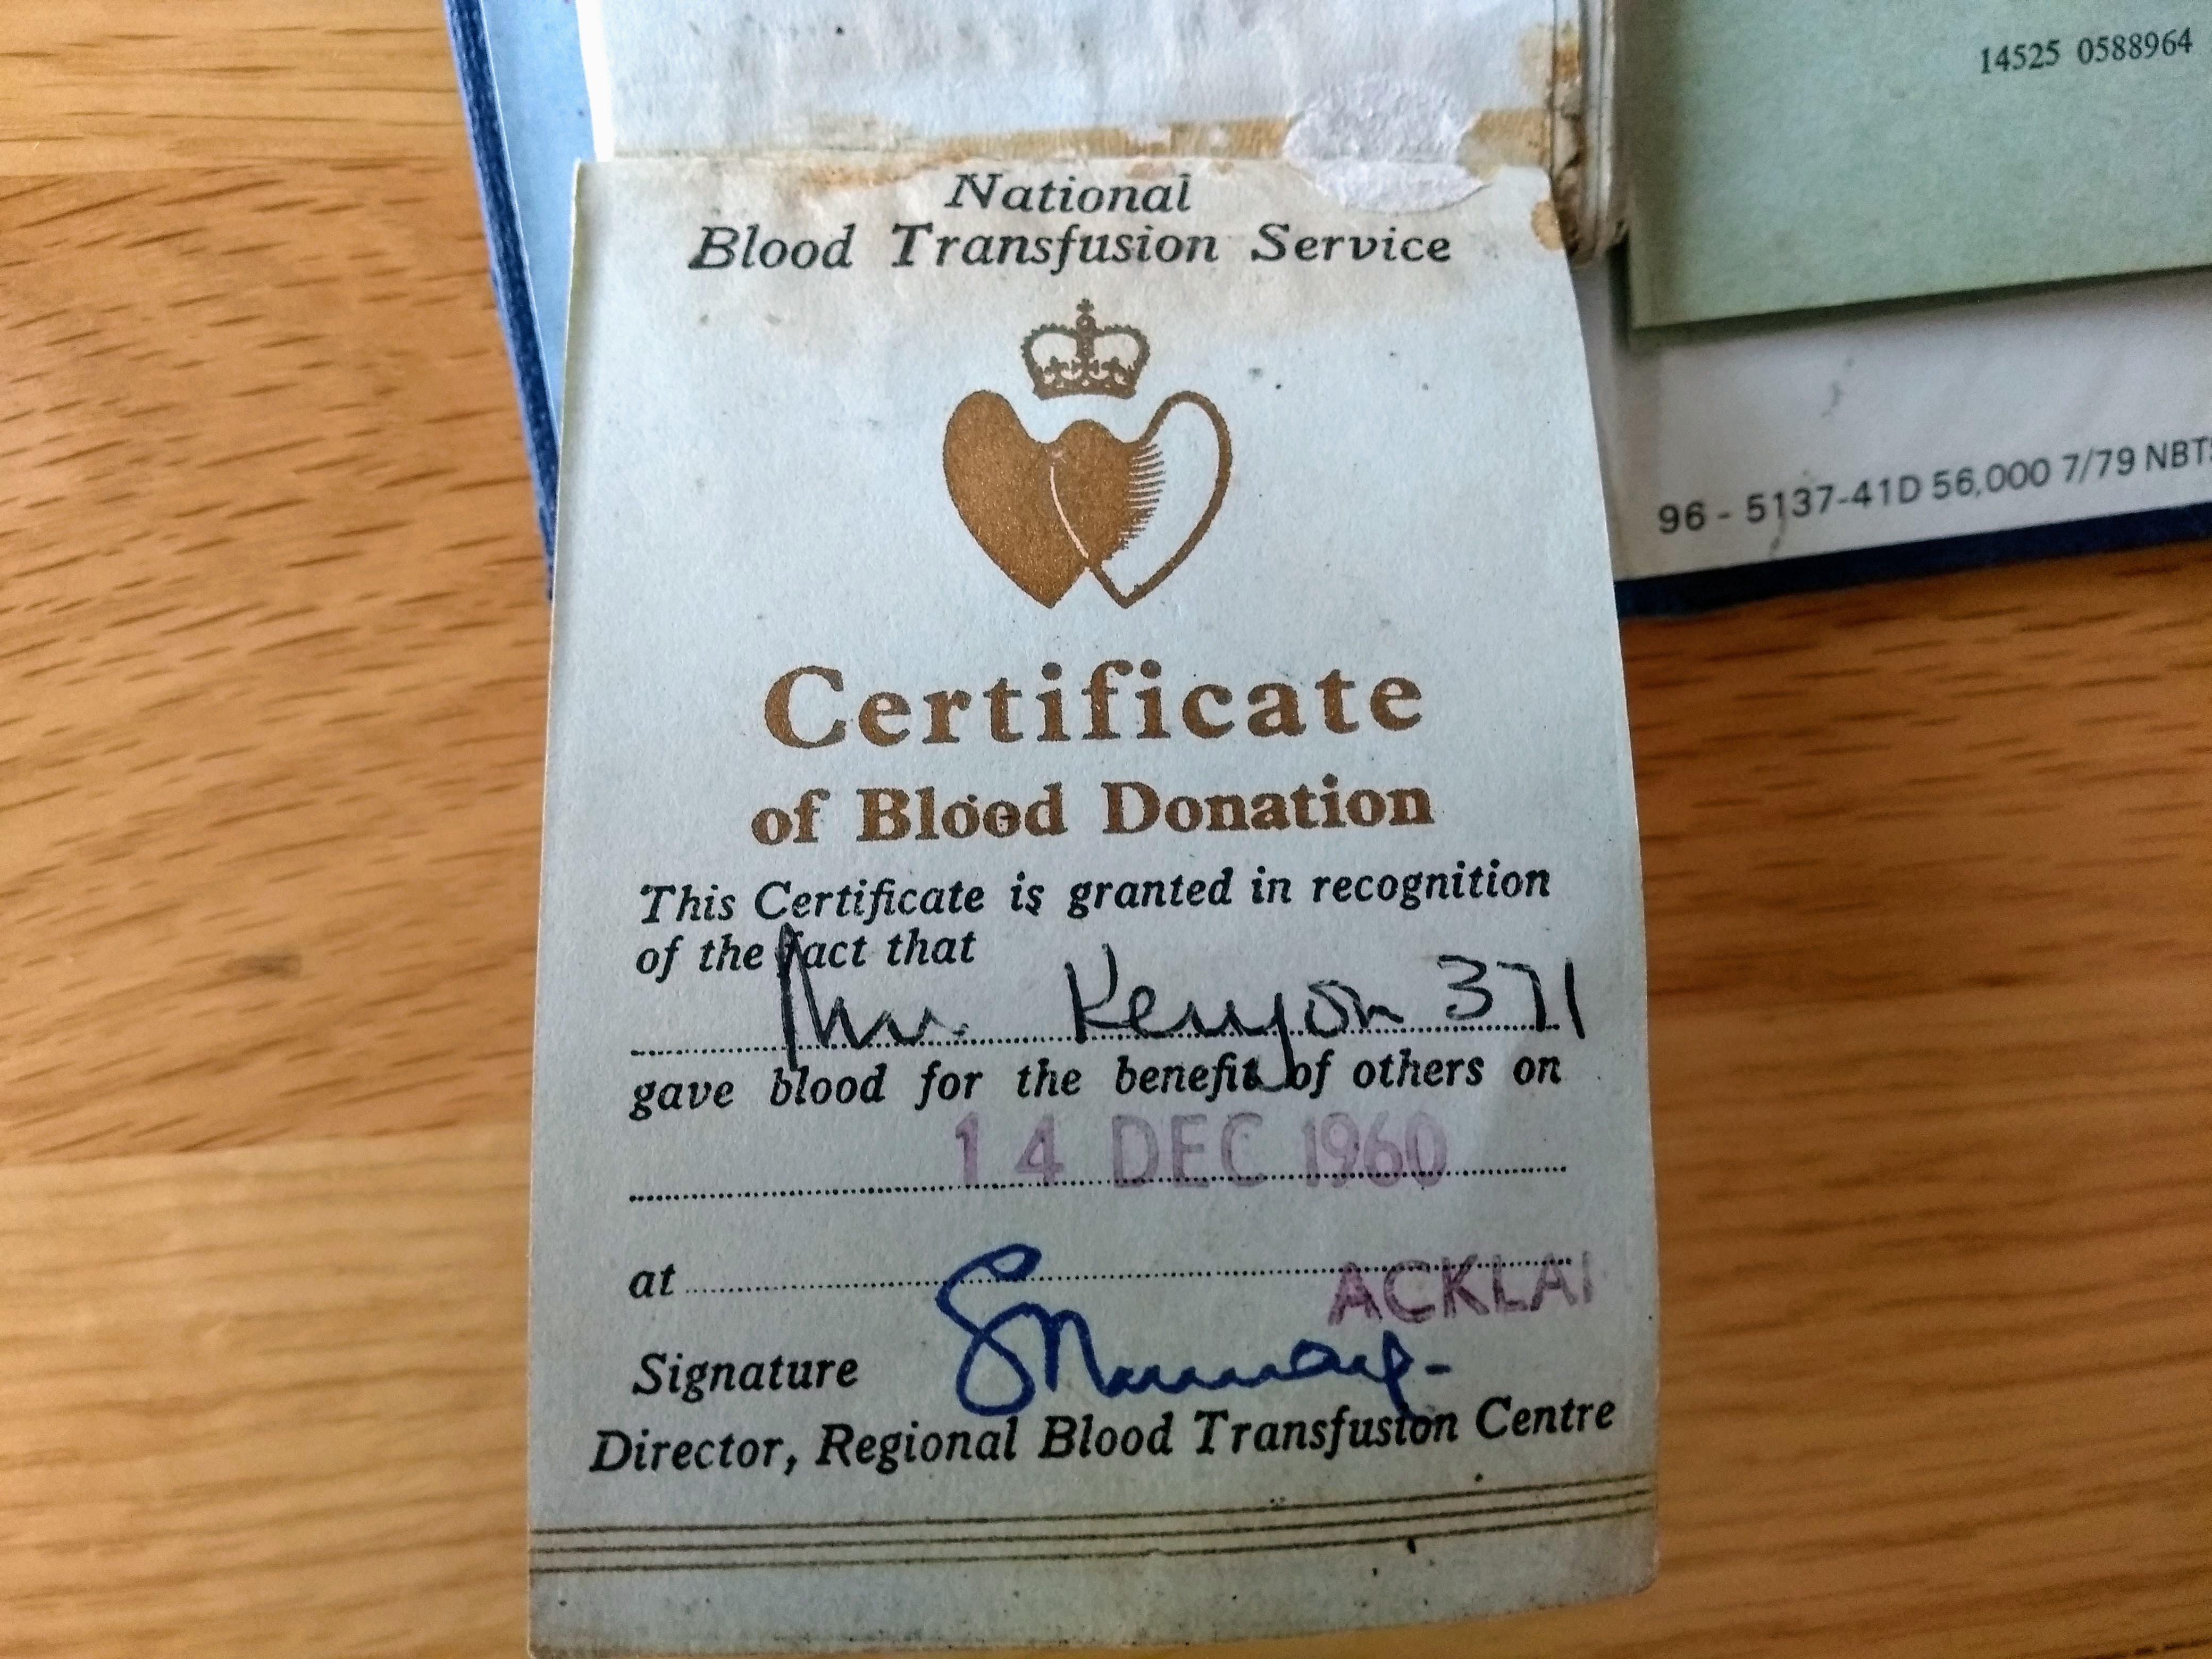 14525 0588964
96 - 5137-41D 56,000 7/79 NBTS
National
Blood Transfusion Service
Certificate
of Blood Donation
This Certificate is granted in recognition
of the fact that
Kenyon 371
gave blood for the benefit of others on
14 DEC 1960
at
ACKLA
Signature
Director, Regional Blood Transfusion Centre